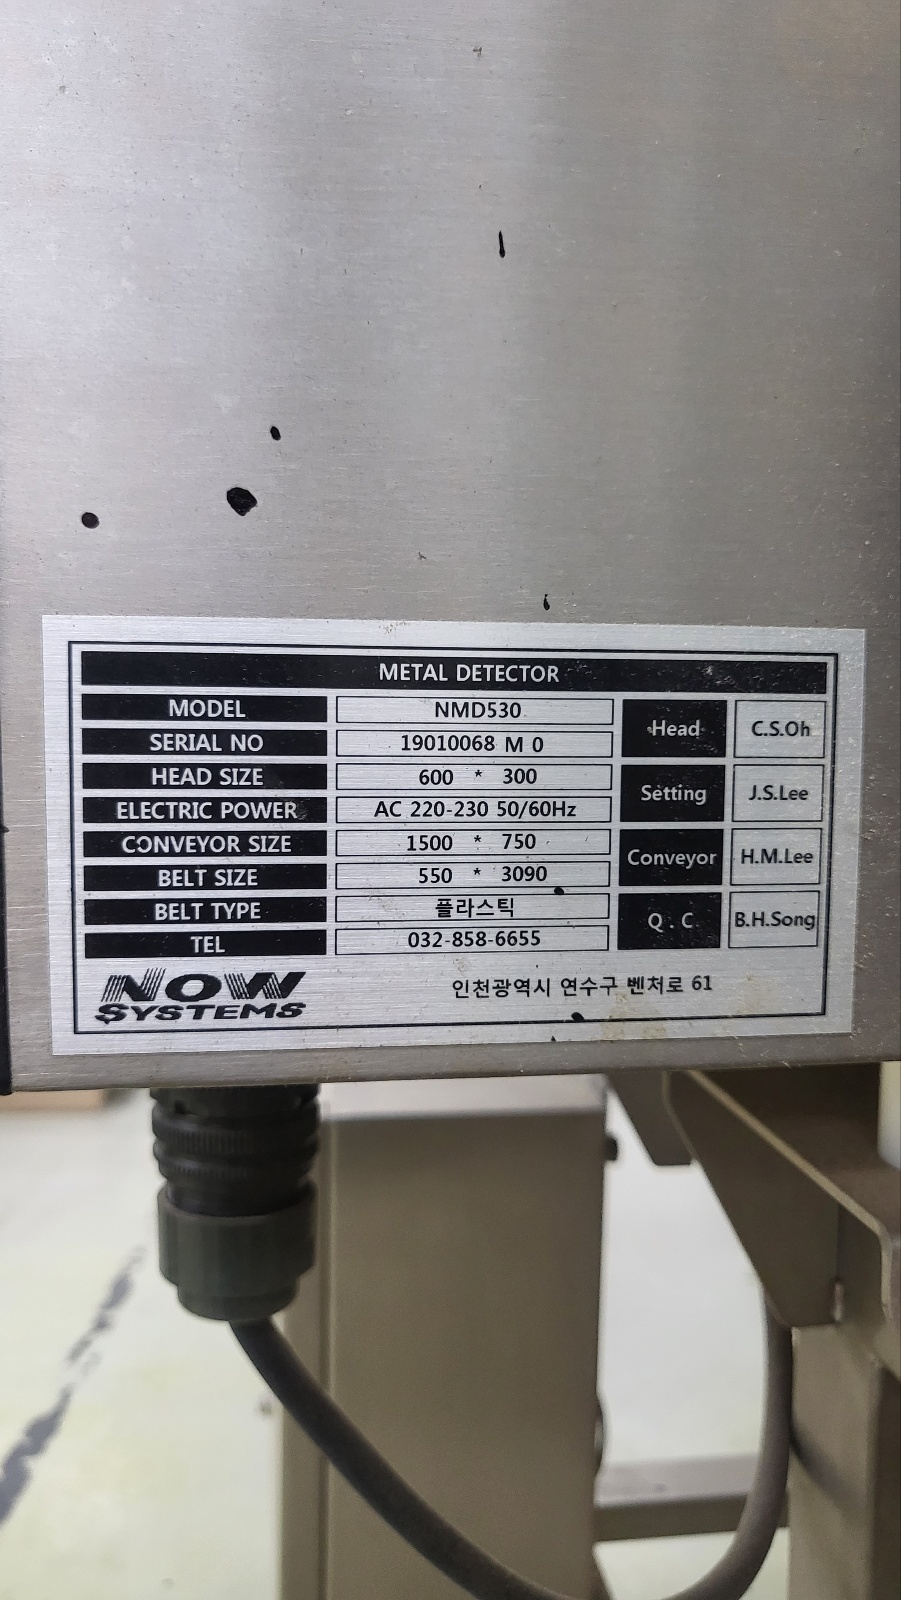 METAL DETECTOR
MODEL NMD530
SERIAL NO 19010068 M 0
HEAD SIZE 600 * 300
ELECTRIC POWER AC 220-230 50/60Hz
CONVEYOR SIZE 1500 * 750
BELT SIZE 550 * 3090
BELT TYPE 플라스틱
TEL 032-858-6655
Head C.S.Oh
Setting J.S.Lee
Conveyor H.M.Lee
Q . C B.H.Song
NOW
SYSTEMS
인천광역시 연수구 벤처로 61